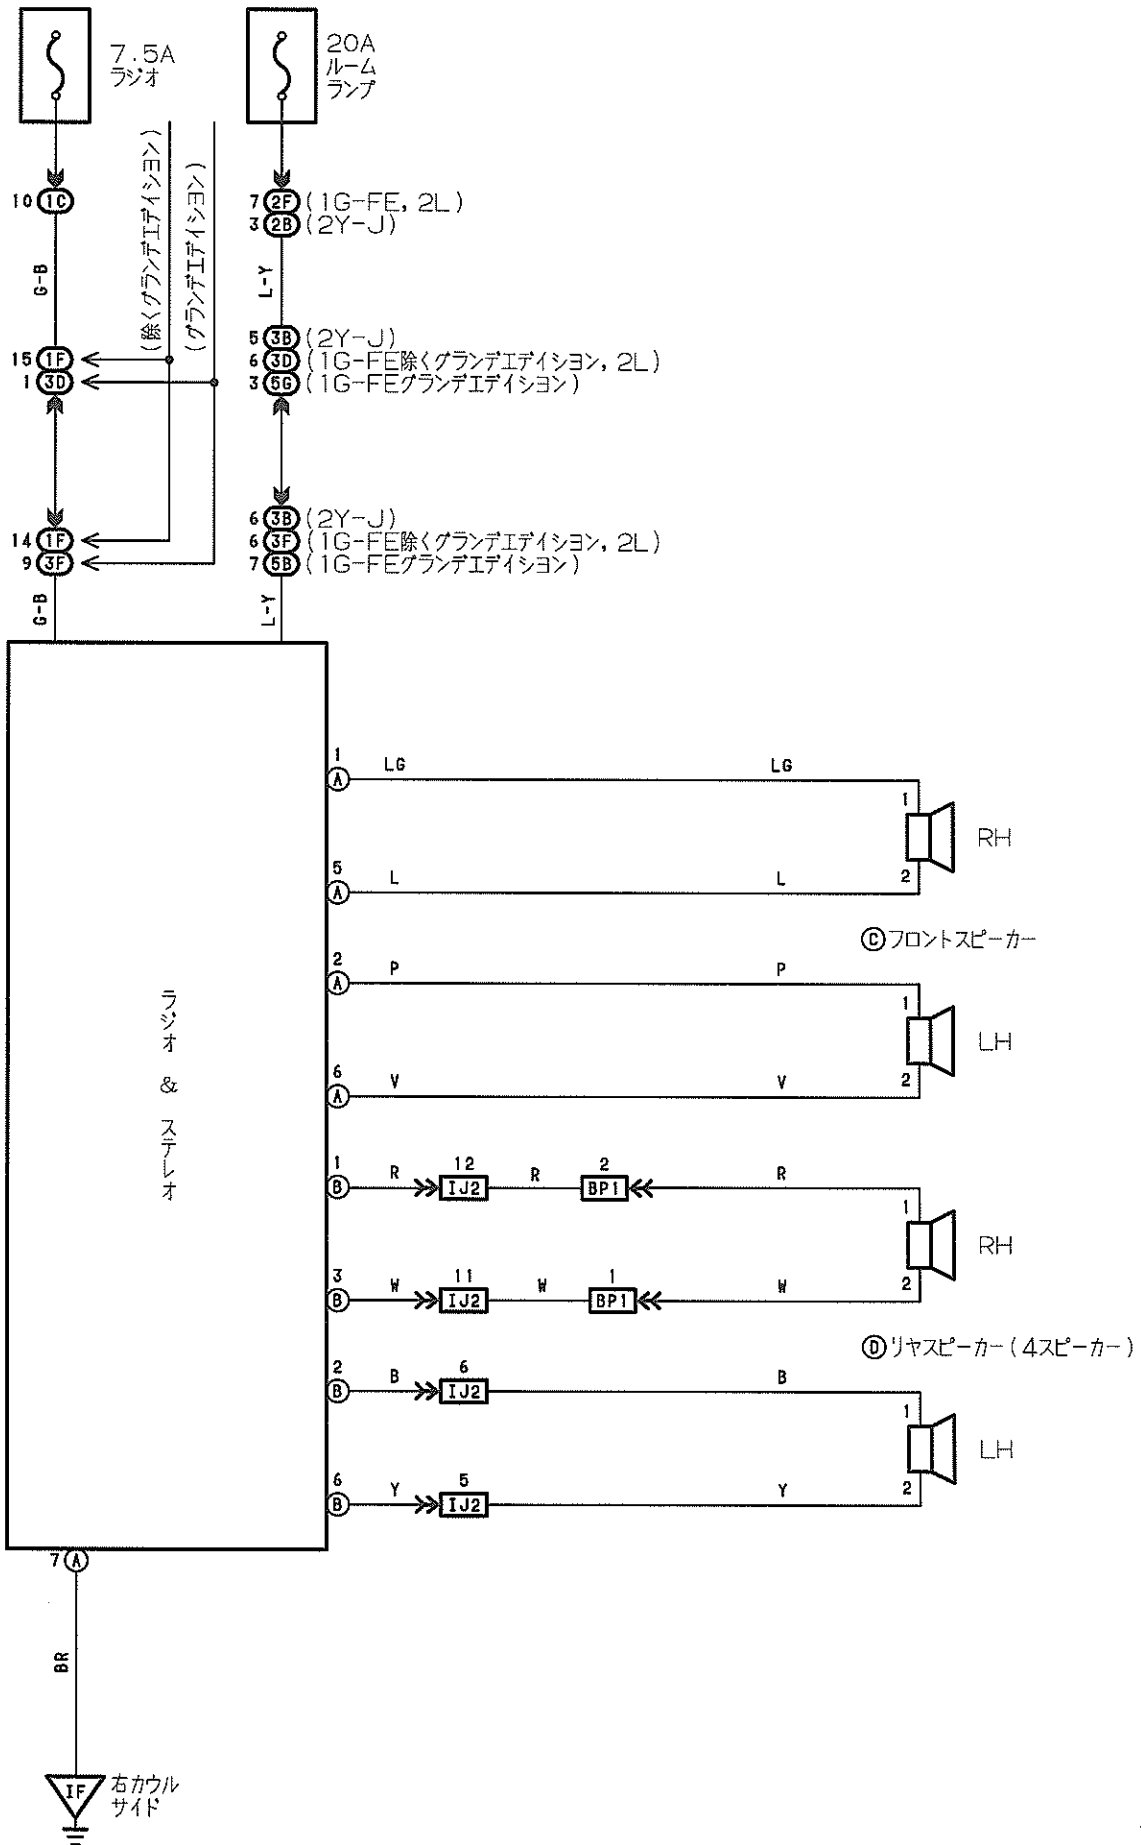 7.5A
ラジオ
20A
ルーム
ランプ
(除くグランデエディション)
(グランデエディション)
10 1C
7 2F (1G-FE, 2L)
3 2B (2Y-J)
G-B
L-Y
5 3B (2Y-J)
15 1F
6 3D (1G-FE除くグランデエディション, 2L)
1 3D
3 5G (1G-FEグランデエディション)
6 3B (2Y-J)
14 1F
6 3F (1G-FE除くグランデエディション, 2L)
9 3F
7 5B (1G-FEグランデエディション)
G-B
L-Y
ラジオ & ステレオ
1 A LG LG 1
RH
5 A L L 2
C フロントスピーカー
2 A P P 1
LH
6 A V V 2
1 B R 12 IJ2 R 2 BP1 R 1
RH
3 B W 11 IJ2 W 1 BP1 W 2
D リヤスピーカー (4スピーカー)
2 B B 6 IJ2 B 1
LH
6 B Y 5 IJ2 Y 2
7 A
BR
IF 右カウル
サイド